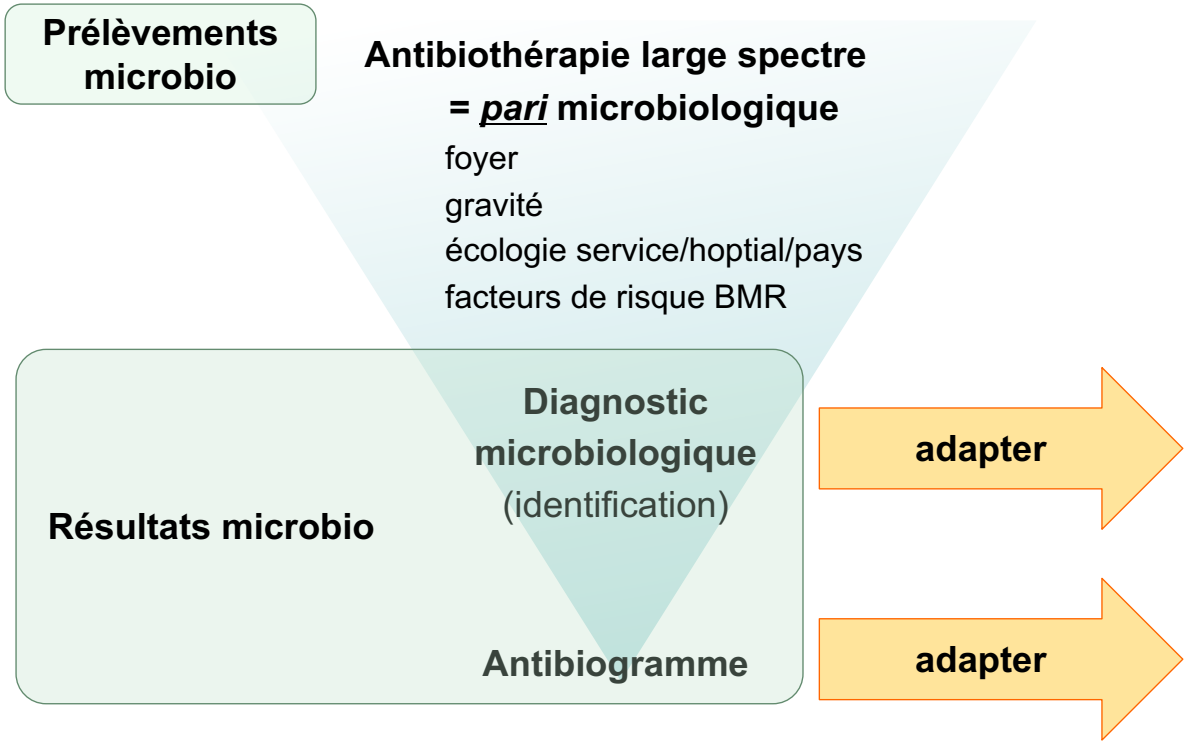 Prélèvements
microbio
Antibiothérapie large spectre
= pari microbiologique
foyer
gravité
écologie service/hoptial/pays
facteurs de risque BMR
Diagnostic
microbiologique
(identification)
adapter
Résultats microbio
Antibiogramme
adapter